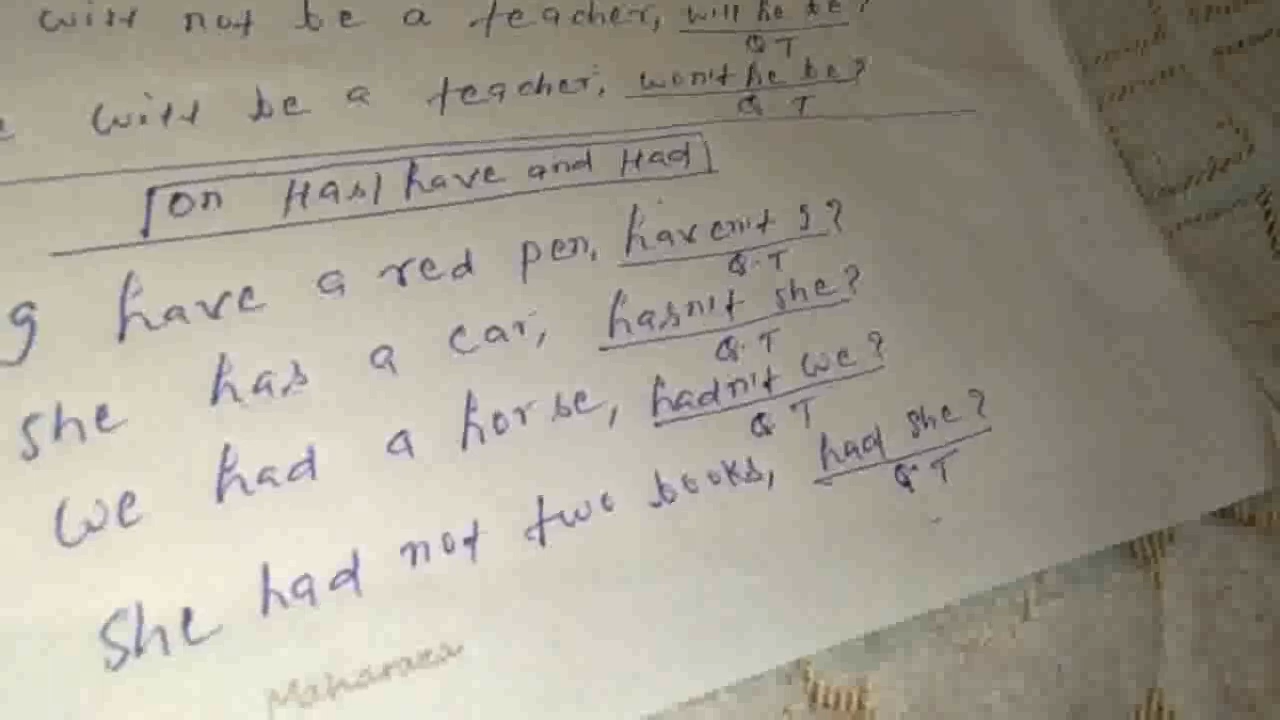 will not be a teacher, will he be?
Q T
will be a teacher, won't he be?
Q T
on Has/have and Had
I have a red pen, haven't I?
Q.T
she has a car, hasn't she?
Q.T
we had a horse, hadn't we?
Q T
She had not two books, had she?
Q.T